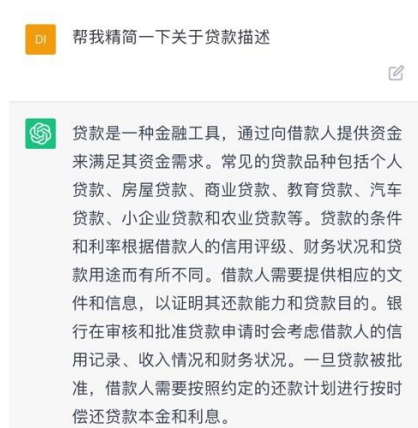 DI
帮我精简一下关于贷款描述
贷款是一种金融工具，通过向借款人提供资金
来满足其资金需求。常见的贷款品种包括个人
贷款、房屋贷款、商业贷款、教育贷款、汽车
贷款、小企业贷款和农业贷款等。贷款的条件
和利率根据借款人的信用评级、财务状况和贷
款用途而有所不同。借款人需要提供相应的文
件和信息，以证明其还款能力和贷款目的。银
行在审核和批准贷款申请时会考虑借款人的信
用记录、收入情况和财务状况。一旦贷款被批
准，借款人需要按照约定的还款计划进行按时
偿还贷款本金和利息。